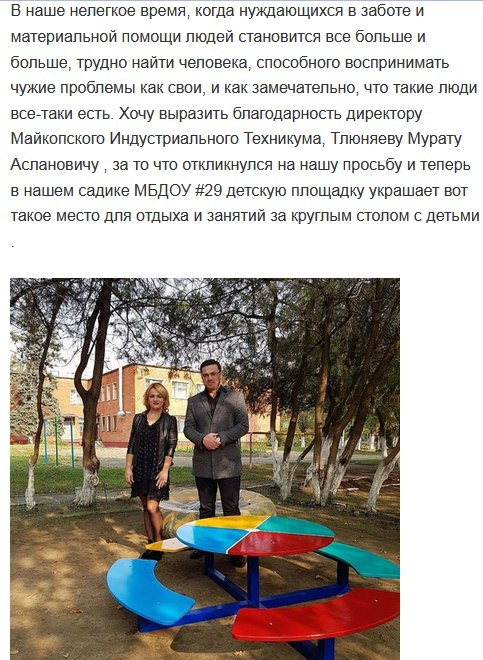 В наше нелегкое время, когда нуждающихся в заботе и
материальной помощи людей становится все больше и
больше, трудно найти человека, способного воспринимать
чужие проблемы как свои, и как замечательно, что такие люди
все-таки есть. Хочу выразить благодарность директору
Майкопского Индустриального Техникума, Тлюняеву Мурату
Аслановичу , за то что откликнулся на нашу просьбу и теперь
в нашем садике МБДОУ #29 детскую площадку украшает вот
такое место для отдыха и занятий за круглым столом с детьми
.